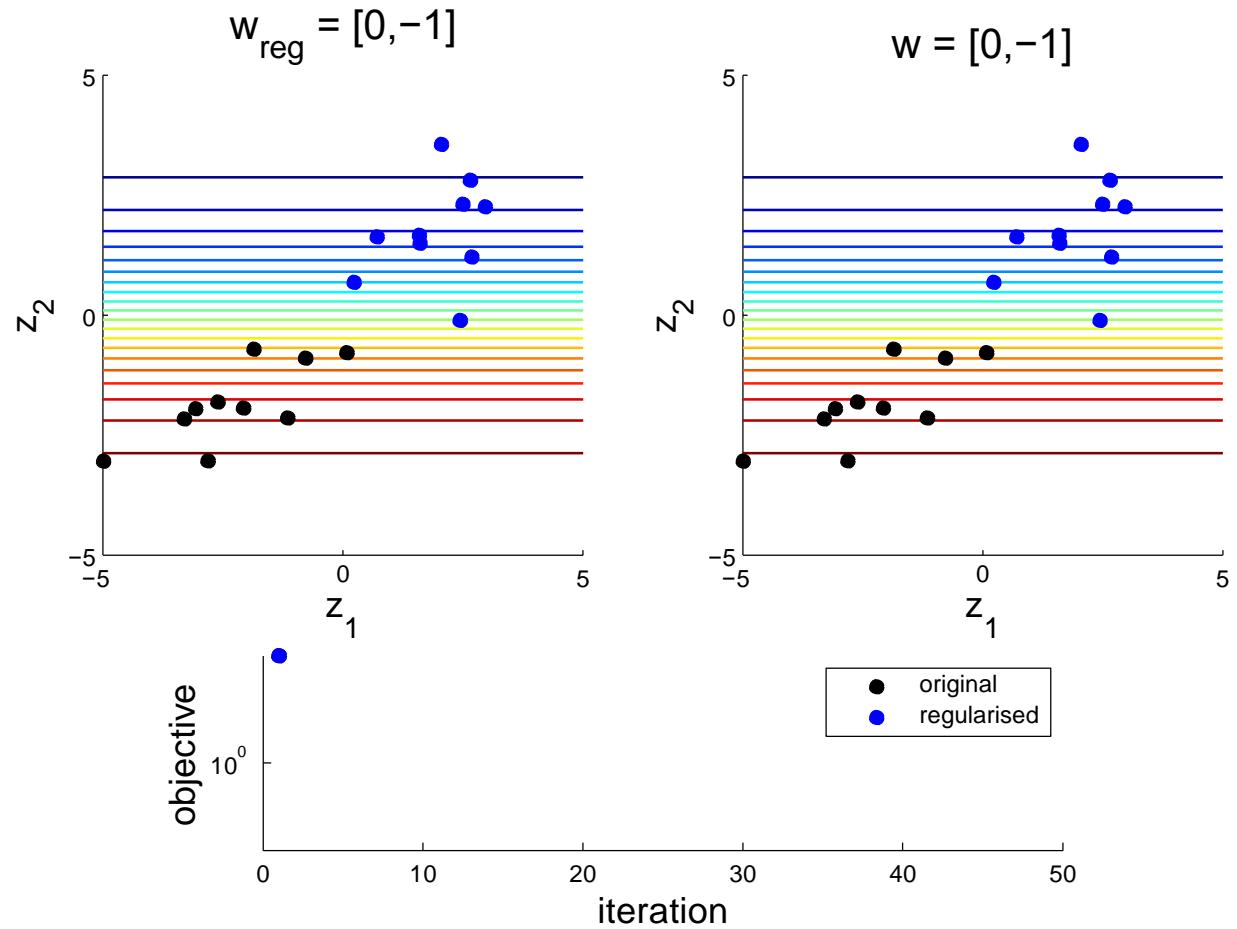 w_reg = [0,−1]
w = [0,−1]
5
z_2
0
−5
−5
0
5
z_1
5
z_2
0
−5
−5
0
5
z_1
objective
10^0
0
10
20
30
40
50
iteration
original
regularised